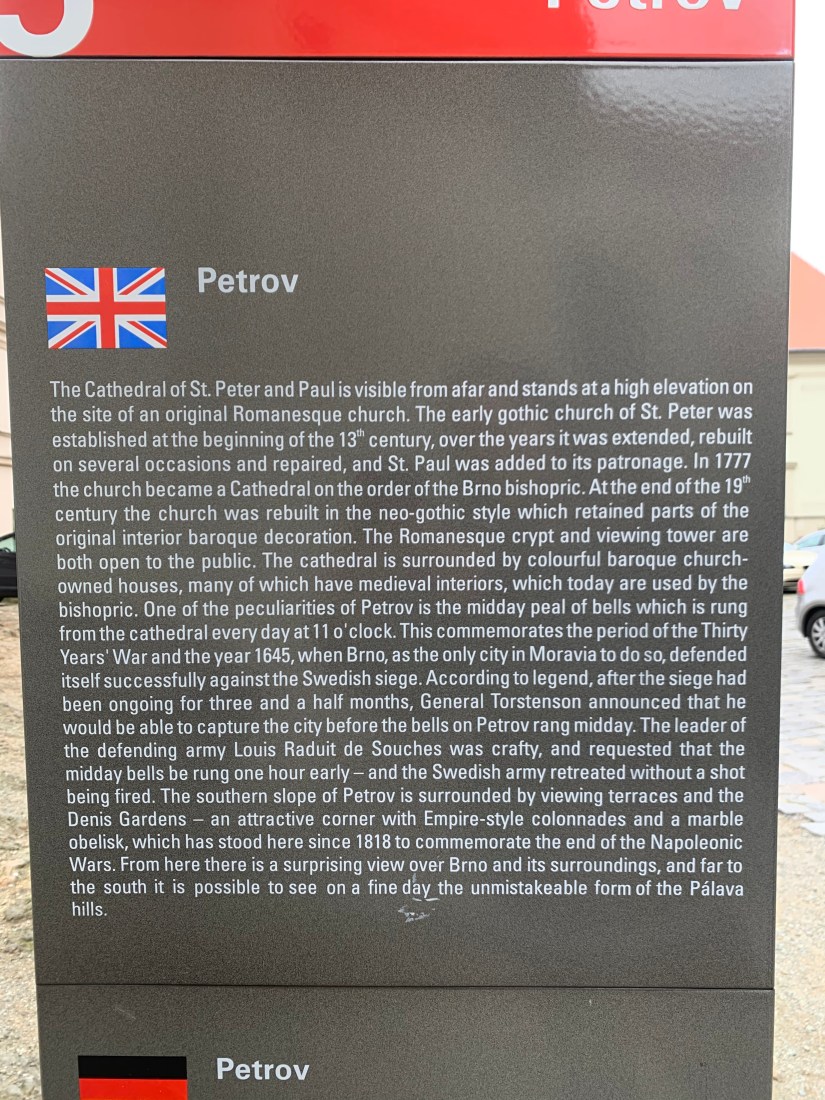 5 Petrov
Petrov
The Cathedral of St. Peter and Paul is visible from afar and stands at a high elevation on
the site of an original Romanesque church. The early gothic church of St. Peter was
established at the beginning of the 13th century, over the years it was extended, rebuilt
on several occasions and repaired, and St. Paul was added to its patronage. In 1777
the church became a Cathedral on the order of the Brno bishopric. At the end of the 19th
century the church was rebuilt in the neo-gothic style which retained parts of the
original interior baroque decoration. The Romanesque crypt and viewing tower are
both open to the public. The cathedral is surrounded by colourful baroque church-
owned houses, many of which have medieval interiors, which today are used by the
bishopric. One of the peculiarities of Petrov is the midday peal of bells which is rung
from the cathedral every day at 11 o'clock. This commemorates the period of the Thirty
Years' War and the year 1645, when Brno, as the only city in Moravia to do so, defended
itself successfully against the Swedish siege. According to legend, after the siege had
been ongoing for three and a half months, General Torstenson announced that he
would be able to capture the city before the bells on Petrov rang midday. The leader of
the defending army Louis Raduit de Souches was crafty, and requested that the
midday bells be rung one hour early – and the Swedish army retreated without a shot
being fired. The southern slope of Petrov is surrounded by viewing terraces and the
Denis Gardens – an attractive corner with Empire-style colonnades and a marble
obelisk, which has stood here since 1818 to commemorate the end of the Napoleonic
Wars. From here there is a surprising view over Brno and its surroundings, and far to
the south it is possible to see on a fine day the unmistakeable form of the Pálava
hills.
Petrov